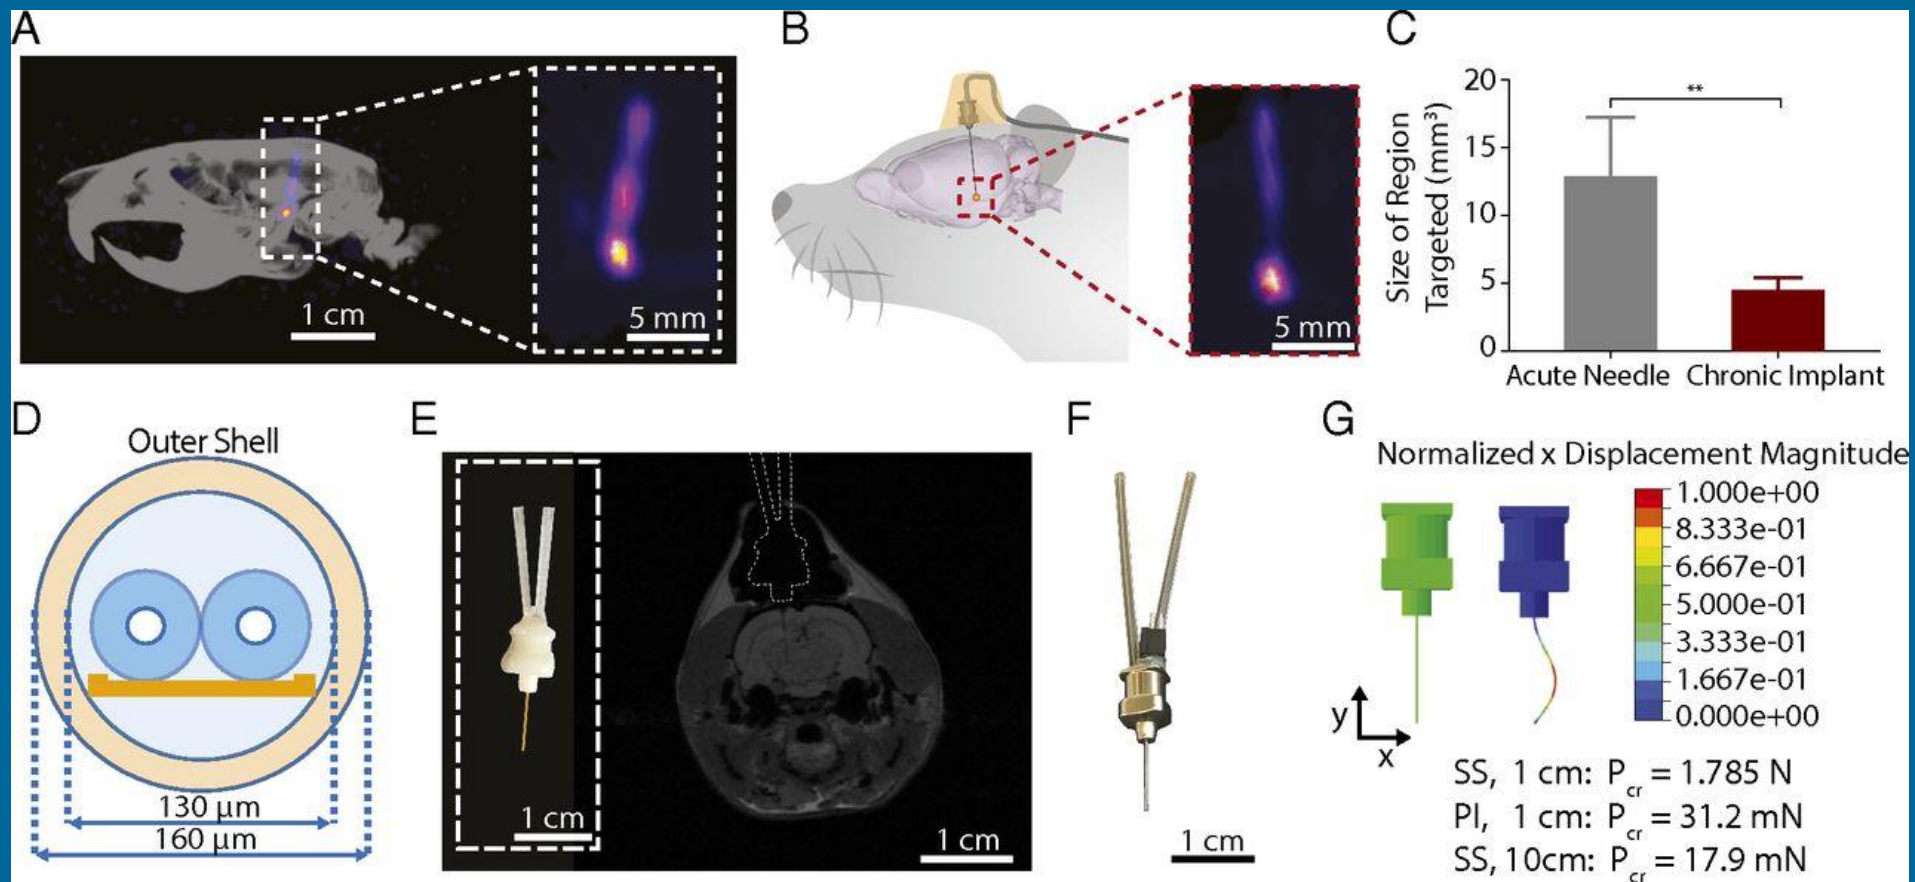 A
1 cm
5 mm
B
5 mm
C
Size of Region
Targeted (mm³)
20
15
10
5
0
**
Acute Needle
Chronic Implant
D
Outer Shell
130 µm
160 µm
E
1 cm
1 cm
F
1 cm
G
Normalized x Displacement Magnitude
1.000e+00
8.333e-01
6.667e-01
5.000e-01
3.333e-01
1.667e-01
0.000e+00
y
x
SS, 1 cm: Pcr = 1.785 N
PI, 1 cm: Pcr = 31.2 mN
SS, 10cm: Pcr = 17.9 mN